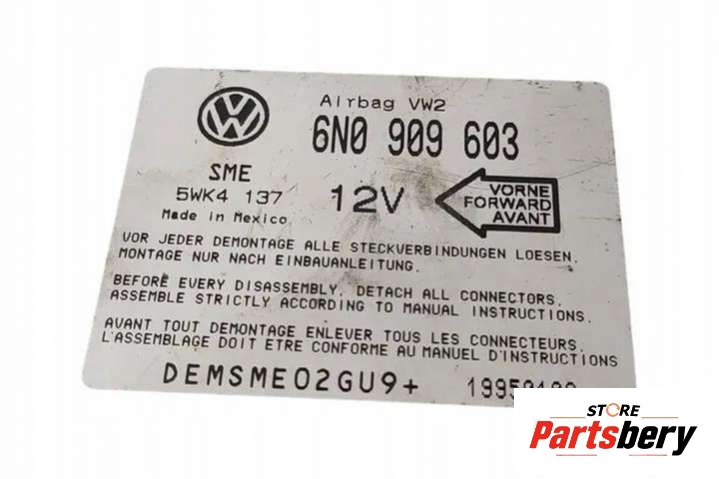 Airbag VW2
6N0 909 603
SME
5WK4 137
12V
VORNE
FORWARD
AVANT
Made in Mexico
VOR JEDER DEMONTAGE ALLE STECKVERBINDUNGEN LOESEN.
MONTAGE NUR NACH EINBAUANLEITUNG.
BEFORE EVERY DISASSEMBLY, DETACH ALL CONNECTORS.
ASSEMBLE STRICTLY ACCORDING TO MANUAL INSTRUCTIONS.
AVANT TOUT DEMONTAGE ENLEVER TOUS LES CONNECTEURS.
L'ASSEMBLAGE DOIT ETRE CONFORME AU MANUEL D'INSTRUCTIONS
DEMSME02GU9+
STORE
Partsbery